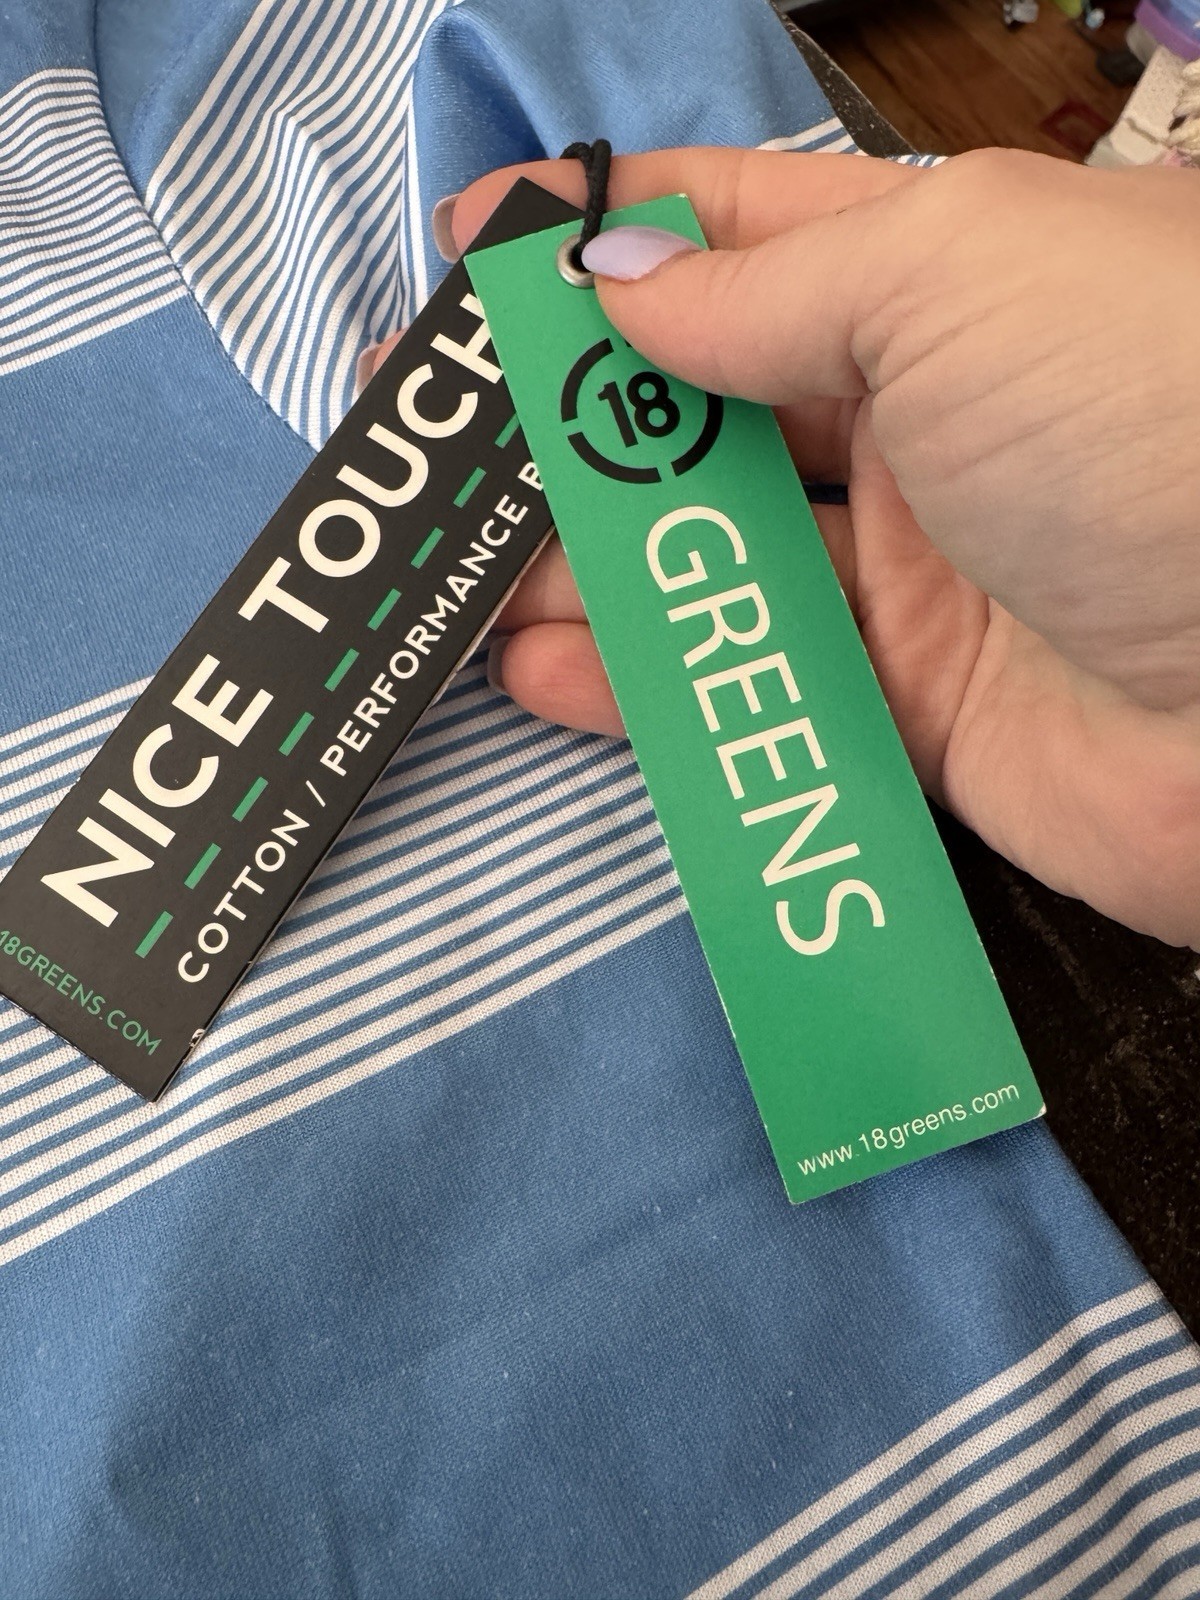 NICE TOUCH
COTTON / PERFORMANCE
18GREENS.COM
18
GREENS
www.18greens.com